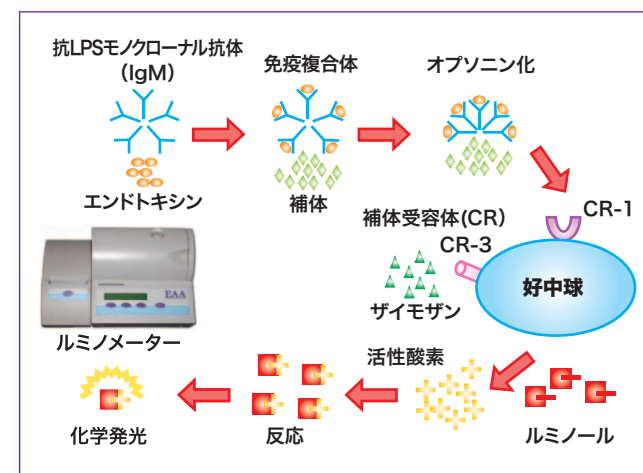 抗LPSモノクローナル抗体
(IgM)
免疫複合体
オプソニン化
エンドトキシン
補体
補体受容体(CR)
CR-1
CR-3
好中球
ザイモザン
EAA
ルミノメーター
活性酸素
化学発光
反応
ルミノール